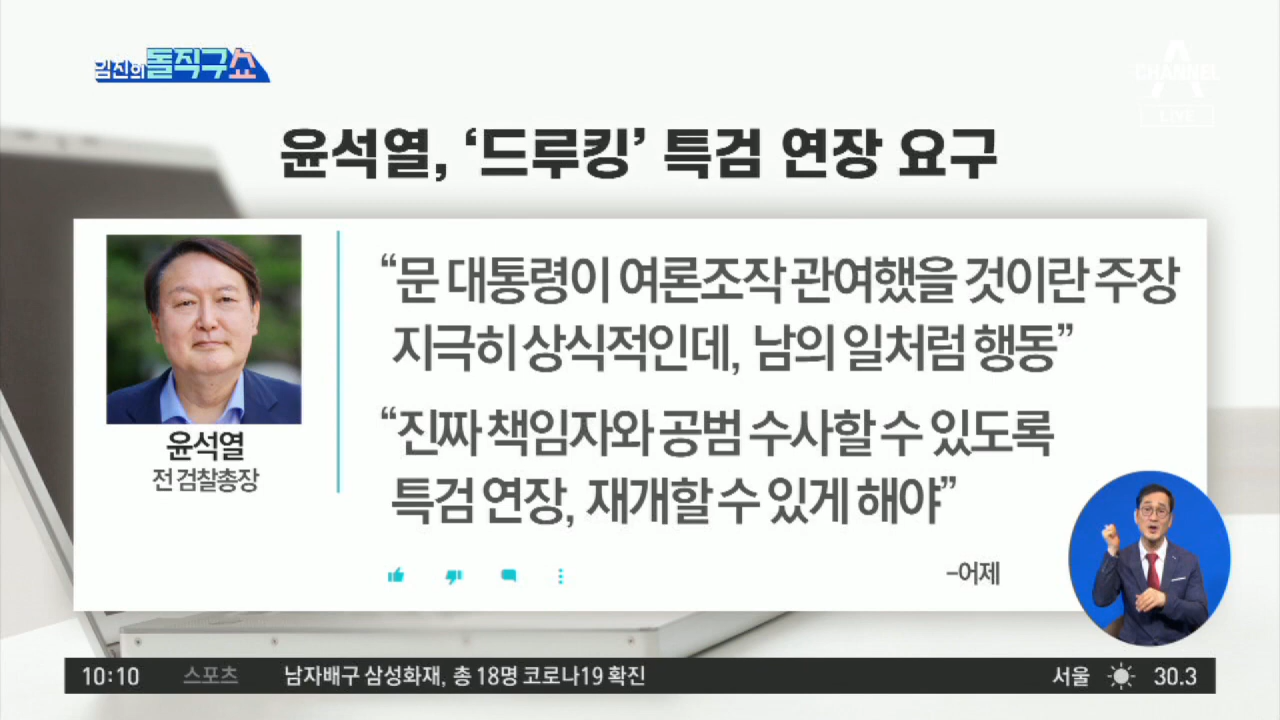 김진의 돌직구쇼
CHANNEL A
LIVE
윤석열, ‘드루킹’ 특검 연장 요구
“문 대통령이 여론조작 관여했을 것이란 주장
지극히 상식적인데, 남의 일처럼 행동”
“진짜 책임자와 공범 수사할 수 있도록
특검 연장, 재개할 수 있게 해야”
-어제
윤석열
전 검찰총장
10:10 스포츠 남자배구 삼성화재, 총 18명 코로나19 확진 서울 30.3